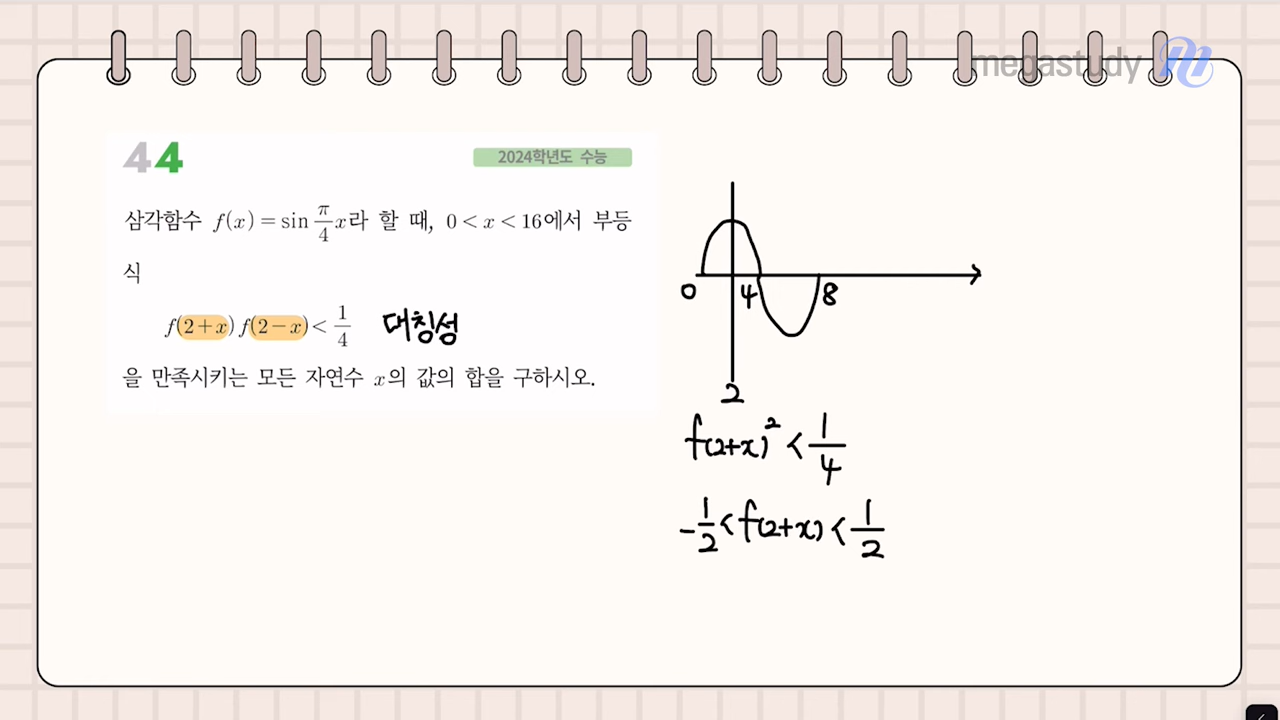 megastudy
44
2024학년도 수능
삼각함수 f(x)=sin π/4 x라 할 때, 0<x<16에서 부등
식
f(2+x)f(2-x)<1/4 대칭성
을 만족시키는 모든 자연수 x의 값의 합을 구하시오.
0 4 8
2
f(2+x)²<1/4
-1/2<f(2+x)<1/2